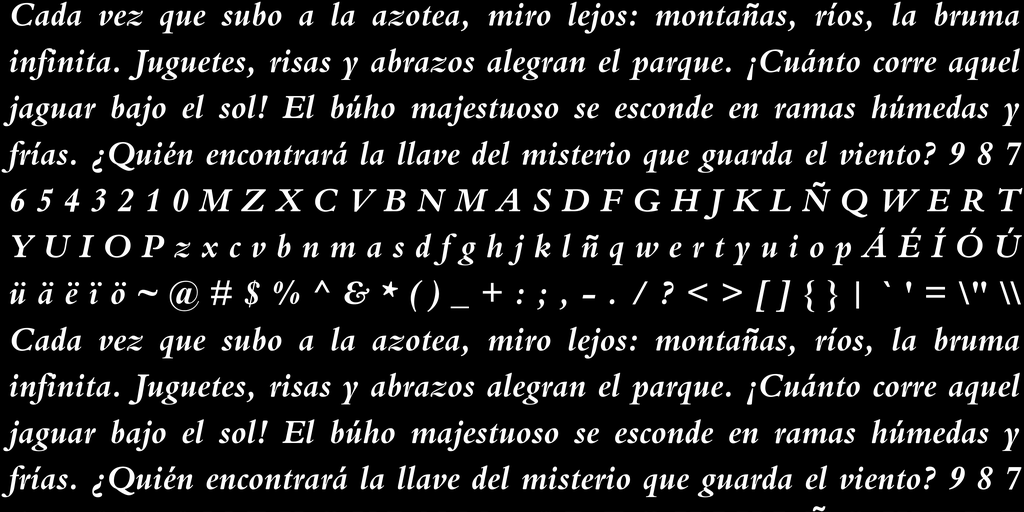 Cada vez que subo a la azotea, miro lejos: montañas, ríos, la bruma
infinita. Juguetes, risas y abrazos alegran el parque. ¡Cuánto corre aquel
jaguar bajo el sol! El búho majestuoso se esconde en ramas húmedas y
frías. ¿Quién encontrará la llave del misterio que guarda el viento? 9 8 7
6 5 4 3 2 1 0 M Z X C V B N M A S D F G H J K L Ñ Q W E R T
Y U I O P z x c v b n m a s d f g h j k l ñ q w e r t y u i o p Á É Í Ó Ú
ü ä ë ï ö ~ @ # $ % ^ & * ( ) _ + : ; , - . / ? < > [ ] { } | ` ' = \" \\
Cada vez que subo a la azotea, miro lejos: montañas, ríos, la bruma
infinita. Juguetes, risas y abrazos alegran el parque. ¡Cuánto corre aquel
jaguar bajo el sol! El búho majestuoso se esconde en ramas húmedas y
frías. ¿Quién encontrará la llave del misterio que guarda el viento? 9 8 7